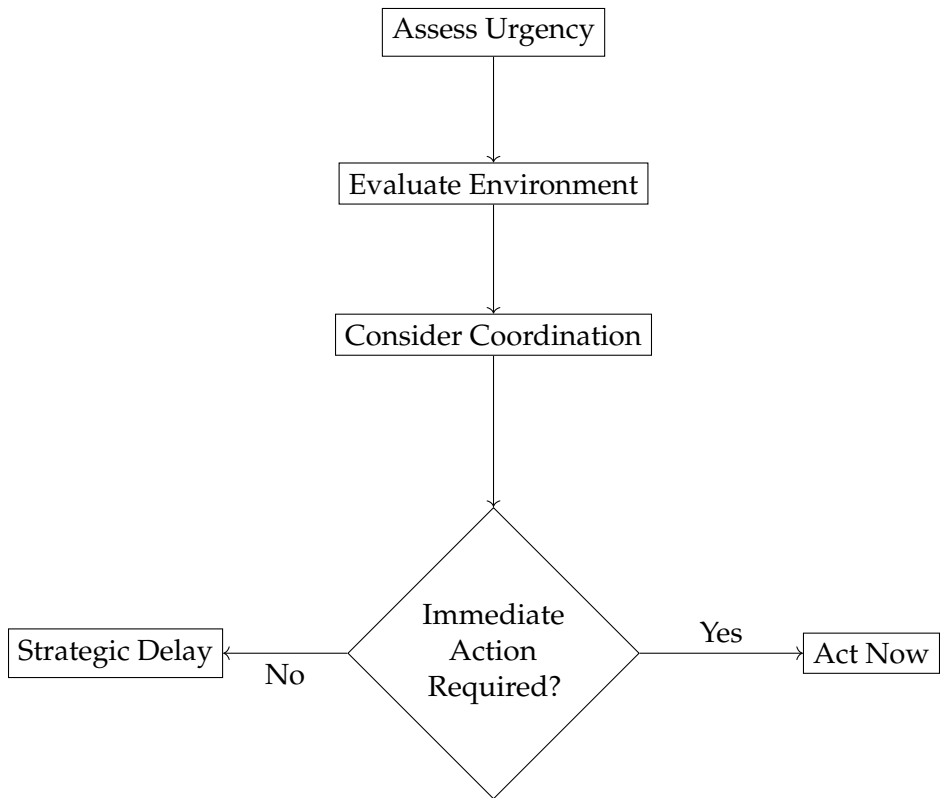 Assess Urgency
Evaluate Environment
Consider Coordination
Immediate
Action
Required?
Strategic Delay
No
Yes
Act Now